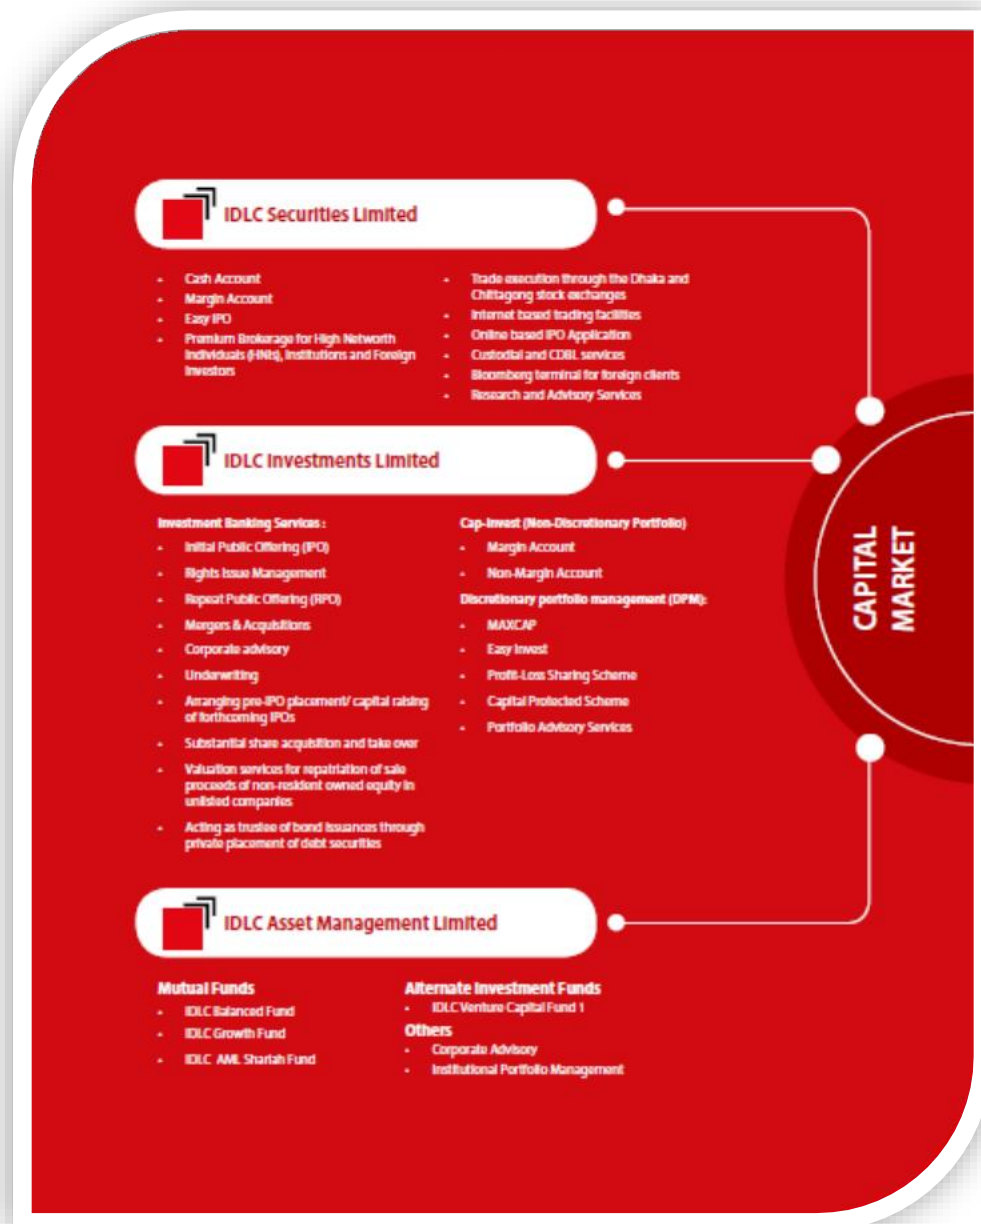 IDLC Securities Limited
- Cash Account
- Margin Account
- Easy IPO
- Premium Brokerage for High Networth
Individuals (HNIs), Institutions and Foreign
Investors
- Trade execution through the Dhaka and
Chittagong stock exchanges
- Internet based trading facilities
- Online based IPO Application
- Custodial and CDBL services
- Bloomberg terminal for foreign clients
- Research and Advisory Services
IDLC Investments Limited
Investment Banking Services :
- Initial Public Offering (IPO)
- Rights Issue Management
- Repeat Public Offering (RPO)
- Mergers & Acquisitions
- Corporate advisory
- Underwriting
- Arranging pre-IPO placement/ capital raising
of forthcoming IPOs
- Substantial share acquisition and take over
- Valuation services for repatriation of sale
proceeds of non-resident owned equity in
unlisted companies
- Acting as trustee of bond issuances through
private placement of debt securities
Cap-Invest (Non-Discretionary Portfolio)
- Margin Account
- Non-Margin Account
Discretionary portfolio management (DPM):
- MAXCAP
- Easy Invest
- Profit-Loss Sharing Scheme
- Capital Protected Scheme
- Portfolio Advisory Services
CAPITAL
MARKET
IDLC Asset Management Limited
Mutual Funds
- IDLC Balanced Fund
- IDLC Growth Fund
- IDLC AML Shariah Fund
Alternate Investment Funds
- IDLC Venture Capital Fund 1
Others
- Corporate Advisory
- Institutional Portfolio Management